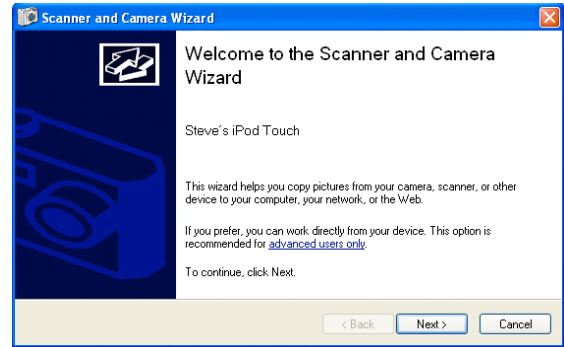 Scanner and Camera Wizard
Welcome to the Scanner and Camera
Wizard
Steve's iPod Touch
This wizard helps you copy pictures from your camera, scanner, or other
device to your computer, your network, or the Web.
If you prefer, you can work directly from your device. This option is
recommended for advanced users only.
To continue, click Next.
< Back Next > Cancel